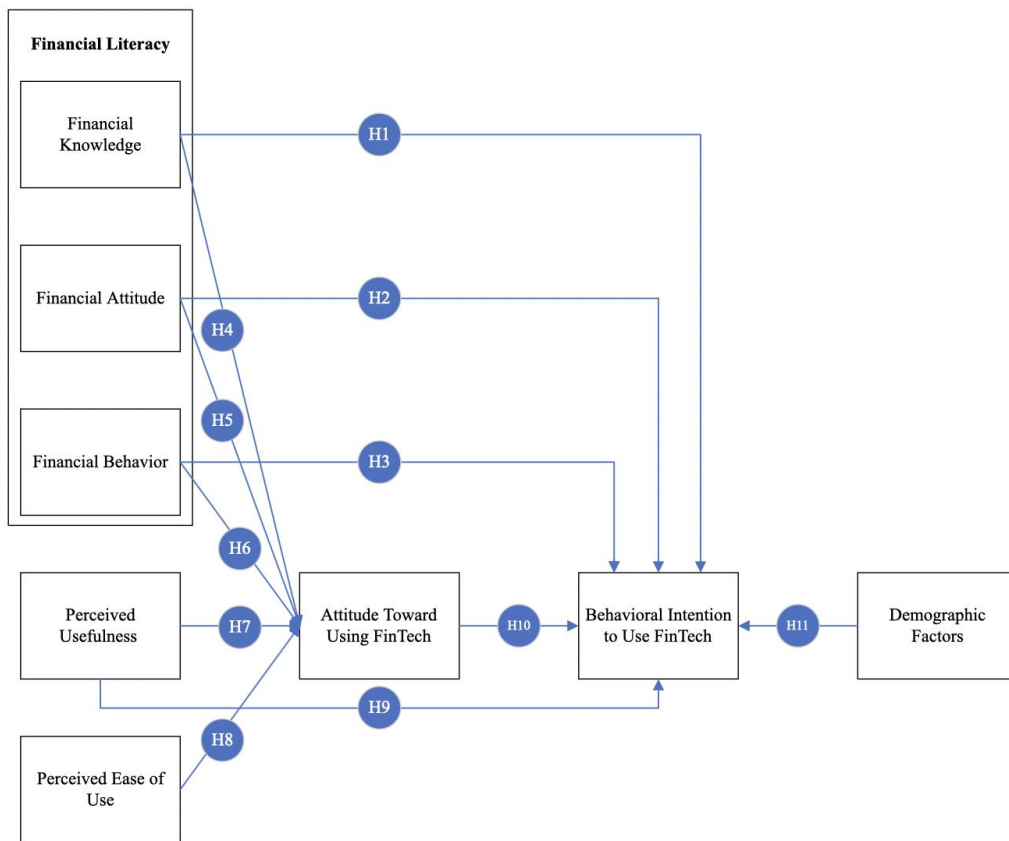 Financial Literacy
Financial
Knowledge
H1
Financial Attitude
H2
H4
H5
Financial Behavior
H3
H6
Perceived
Usefulness
H7
Attitude Toward
Using FinTech
H10
Behavioral Intention
to Use FinTech
H11
Demographic
Factors
H9
H8
Perceived Ease of
Use